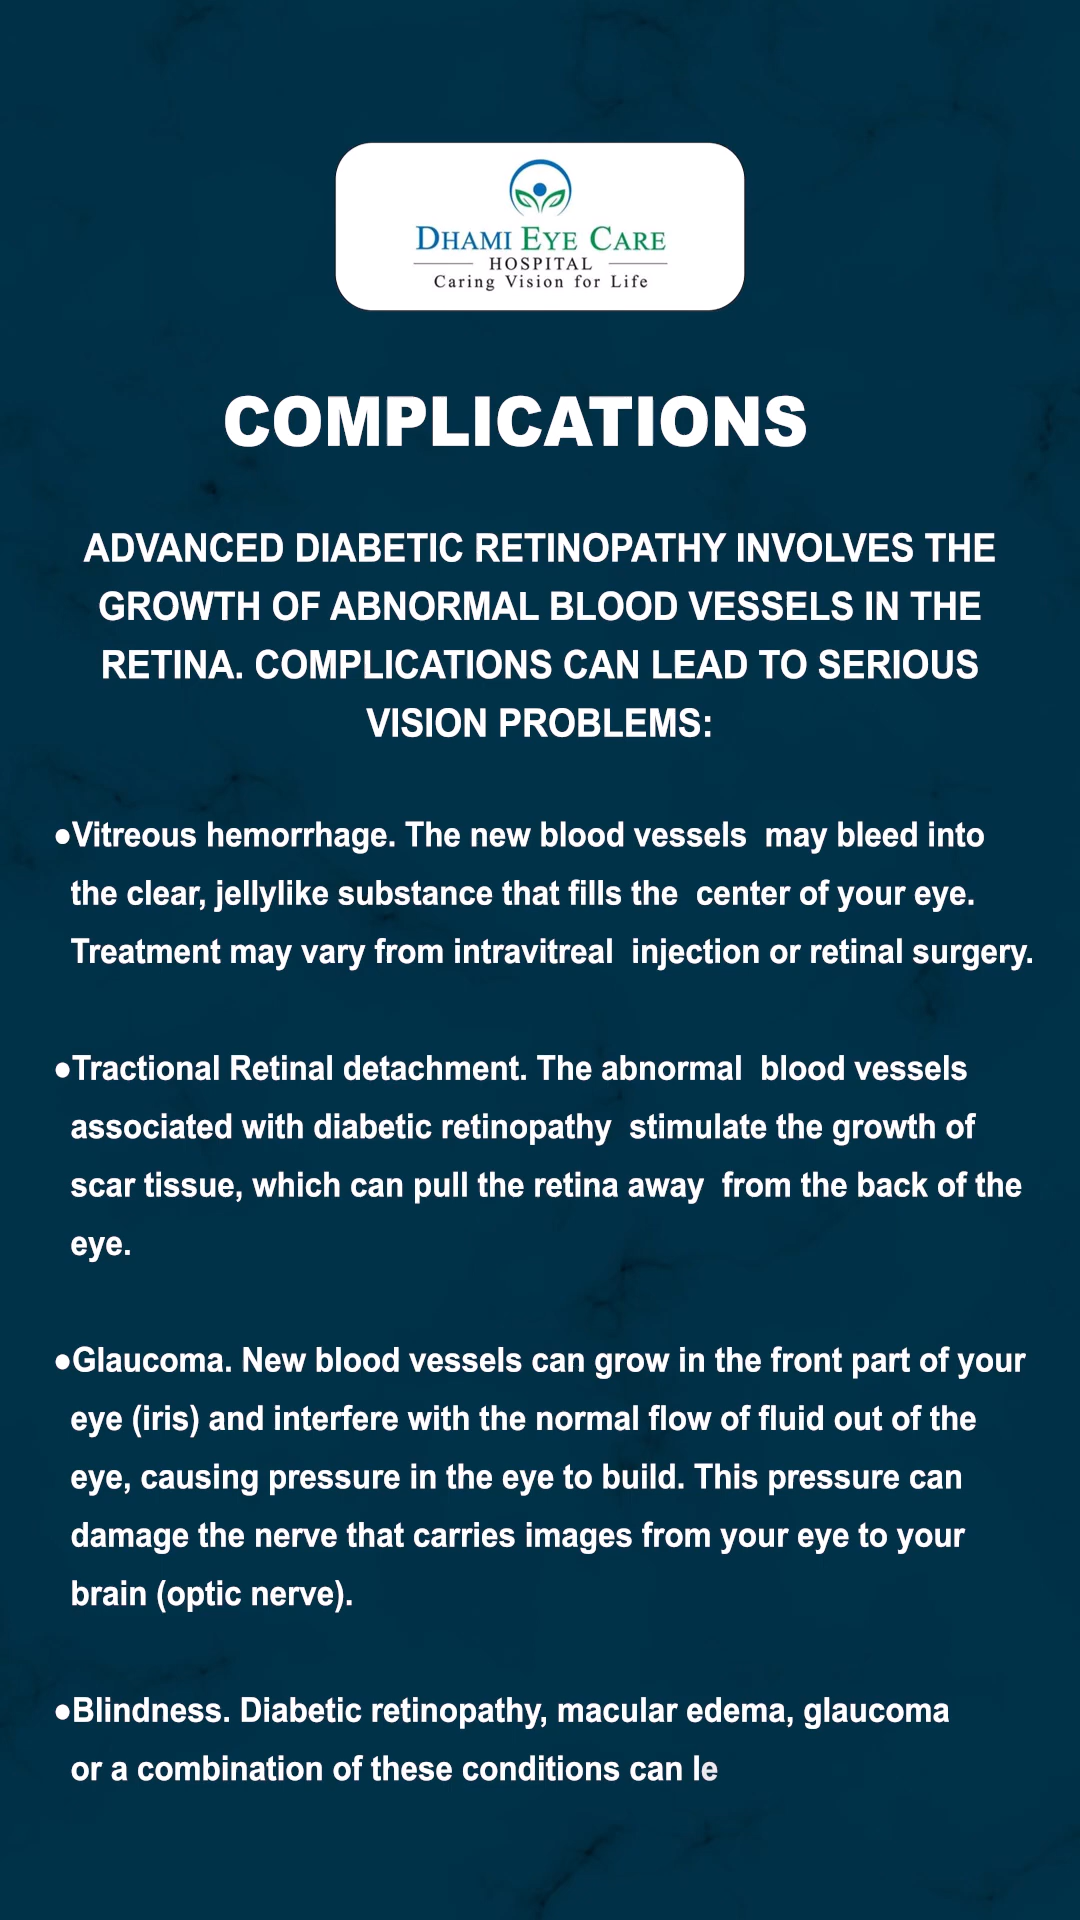 DHAMI EYE CARE
HOSPITAL
Caring Vision for Life
COMPLICATIONS
ADVANCED DIABETIC RETINOPATHY INVOLVES THE
GROWTH OF ABNORMAL BLOOD VESSELS IN THE
RETINA. COMPLICATIONS CAN LEAD TO SERIOUS
VISION PROBLEMS:
●Vitreous hemorrhage. The new blood vessels  may bleed into
the clear, jellylike substance that fills the  center of your eye.
Treatment may vary from intravitreal  injection or retinal surgery.
●Tractional Retinal detachment. The abnormal  blood vessels
associated with diabetic retinopathy  stimulate the growth of
scar tissue, which can pull the retina away  from the back of the
eye.
●Glaucoma. New blood vessels can grow in the front part of your
eye (iris) and interfere with the normal flow of fluid out of the
eye, causing pressure in the eye to build. This pressure can
damage the nerve that carries images from your eye to your
brain (optic nerve).
●Blindness. Diabetic retinopathy, macular edema, glaucoma
or a combination of these conditions can le